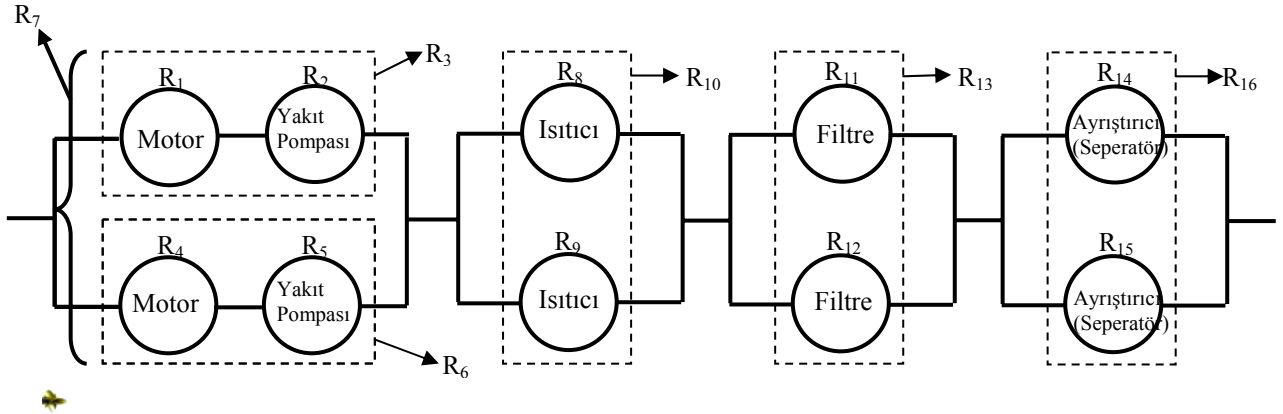 R7
R1
R2
R3
Motor
Yakıt
Pompası
R4
R5
Motor
Yakıt
Pompası
R6
R8
Isıtıcı
R10
R9
Isıtıcı
R11
Filtre
R13
R12
Filtre
R14
Ayrıştırıcı
(Seperatör)
R16
R15
Ayrıştırıcı
(Seperatör)